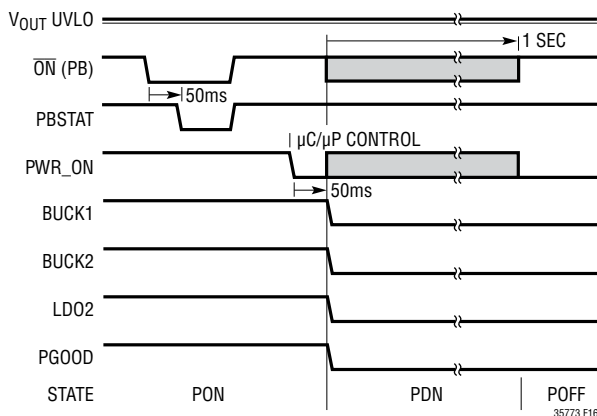 VOUT UVLO
1 SEC
ON (PB)
50ms
PBSTAT
µC/µP CONTROL
PWR_ON
50ms
BUCK1
BUCK2
LDO2
PGOOD
STATE PON PDN POFF
35773 F16